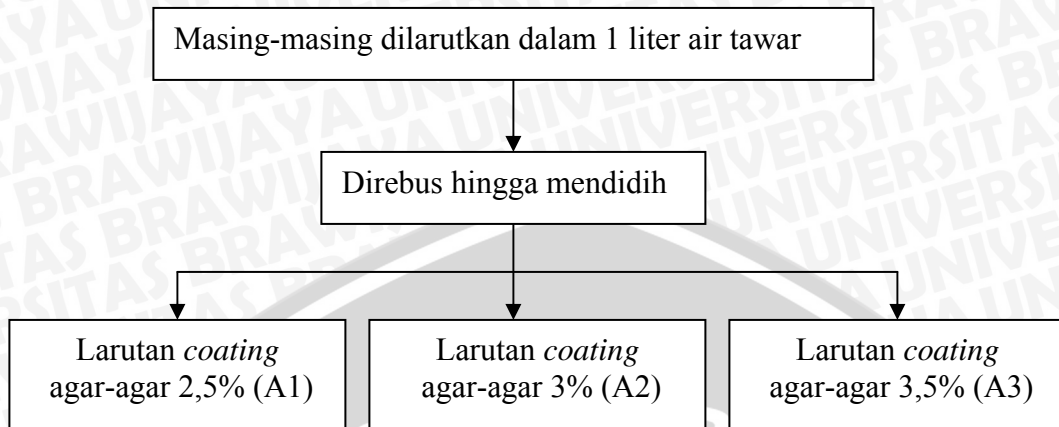 Masing-masing dilarutkan dalam 1 liter air tawar
Direbus hingga mendidih
Larutan coating
agar-agar 2,5% (A1)
Larutan coating
agar-agar 3% (A2)
Larutan coating
agar-agar 3,5% (A3)